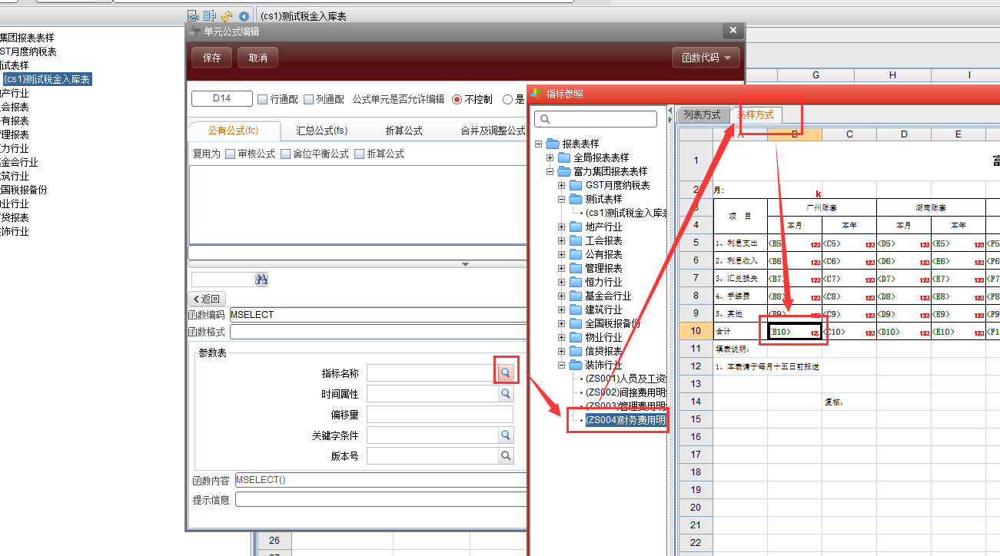 (cs1)测试税金入库表
集团报表样
ST月度纳税表
试表样
(cs1)测试税金入库表
产行业
会报表
有报表
理报表
力行业
金会行业
筑行业
国税报备份
业行业
贷报表
饰行业
单元公式编辑
保存
取消
函数代码
D14
行通配
列通配
公式单元是否允许编辑
不控制
是
公有公式(fc)
汇总公式(fs)
折算公式
合并及调整公式
复用为
审核公式
舍位平衡公式
折算公式
返回
函数编码
MSELECT
函数格式
参数表
指标名称
时间属性
偏移量
关键字条件
版本号
函数内容
MSELECT()
提示信息
26
G H I
指标参照
报表表样
全局报表表样
富力集团报表表样
GST月度纳税表
测试表样
(cs1)测试税金入库表
地产行业
工会报表
公有报表
管理报表
恒力行业
基金会行业
建筑行业
全国税报备份
物业行业
信贷报表
装饰行业
(ZS001)人员及工资
(ZS002)间接费用明
(ZS003)管理费用明
(ZS004)财务费用明
列表方式
表样方式
A B C D E
1 富
2 月: k
3 项 目 广州账套 湖南账套
4 本月 本年 本月 本年
5 1、利息支出 <B5 123 <C5> 123 <D5> 123 <E5> 123 <F5
6 2、利息收入 <B6 123 <C6> 123 <D6> 123 <E6> 123 <F6
7 3、汇兑损失 <B7> 123 <C7> 123 <D7> 123 <E7> 123 <F7
8 4、手续费 <B8> 123 <C8> 123 <D8> 123 <E8> 123 <F8
9 5、其他 <B9> 123 <C9> 123 <D9> 123 <E9> 123 <F9
10 合计 B10> 123 C10> 123 <D10> 123 <E10> 123 <F1
11 填表说明:
12 1、本表请于每月十五日前报送
13
14 复核:
15
16
17
18
19
20
21
22